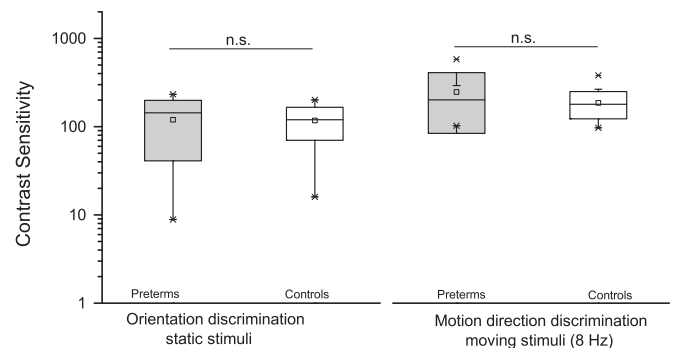 1000
100
10
1
Contrast Sensitivity
n.s.
n.s.
Preterms
Controls
Preterms
Controls
Orientation discrimination
static stimuli
Motion direction discrimination
moving stimuli (8 Hz)